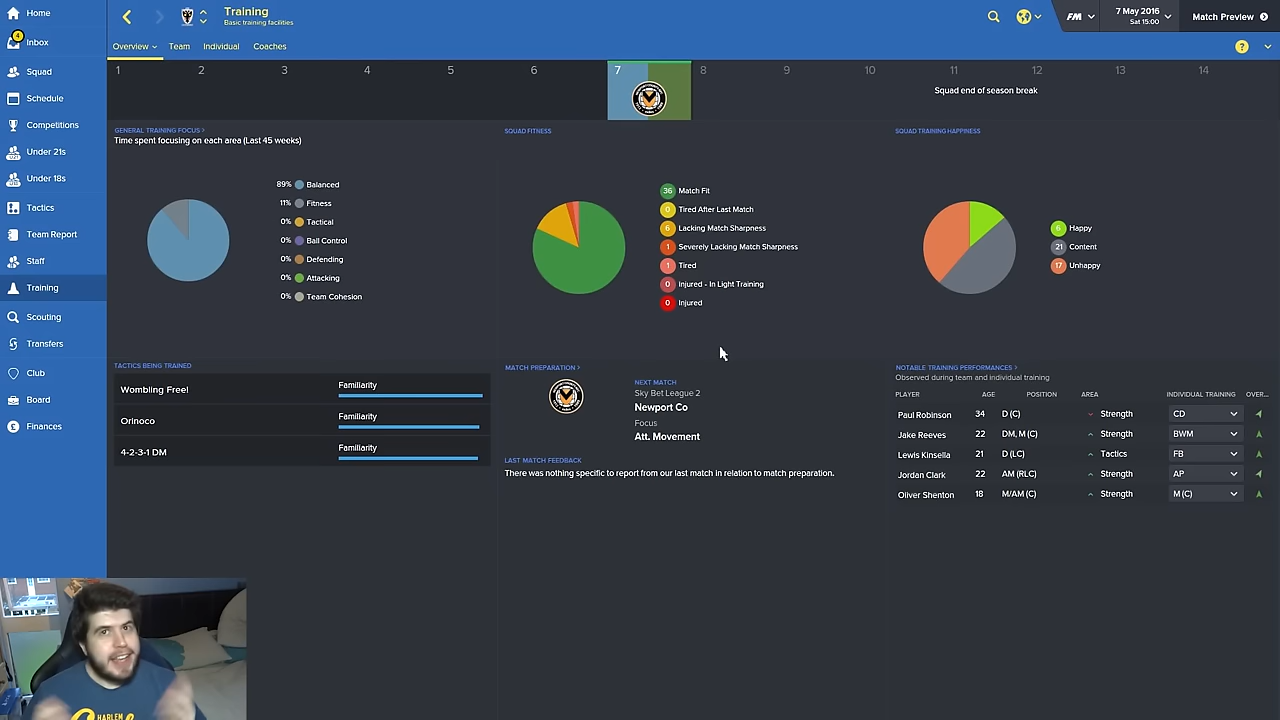 Home
4
Inbox
Squad
Schedule
Competitions
Under 21s
Under 18s
Tactics
Team Report
Staff
Training
Scouting
Transfers
Club
Board
Finances
Training
Basic training facilities
FM
7 May 2016
Sat 15:00
Match Preview
Overview
Team
Individual
Coaches
?
1 2 3 4 5 6 7 8 9 10 11 12 13 14
Squad end of season break
GENERAL TRAINING FOCUS >
Time spent focusing on each area (Last 45 weeks)
89% Balanced
11% Fitness
0% Tactical
0% Ball Control
0% Defending
0% Attacking
0% Team Cohesion
SQUAD FITNESS
36 Match Fit
0 Tired After Last Match
6 Lacking Match Sharpness
1 Severely Lacking Match Sharpness
1 Tired
0 Injured - In Light Training
0 Injured
SQUAD TRAINING HAPPINESS
6 Happy
21 Content
17 Unhappy
TACTICS BEING TRAINED
Wombling Free! Familiarity
Orinoco Familiarity
4-2-3-1 DM Familiarity
MATCH PREPARATION >
NEXT MATCH
Sky Bet League 2
Newport Co
Focus
Att. Movement
LAST MATCH FEEDBACK
There was nothing specific to report from our last match in relation to match preparation.
NOTABLE TRAINING PERFORMANCES >
Observed during team and individual training
PLAYER AGE POSITION AREA INDIVIDUAL TRAINING OVER...
Paul Robinson 34 D (C) Strength CD
Jake Reeves 22 DM, M (C) Strength BWM
Lewis Kinsella 21 D (LC) Tactics FB
Jordan Clark 22 AM (RLC) Strength AP
Oliver Shenton 18 M/AM (C) Strength M (C)
HARLEM